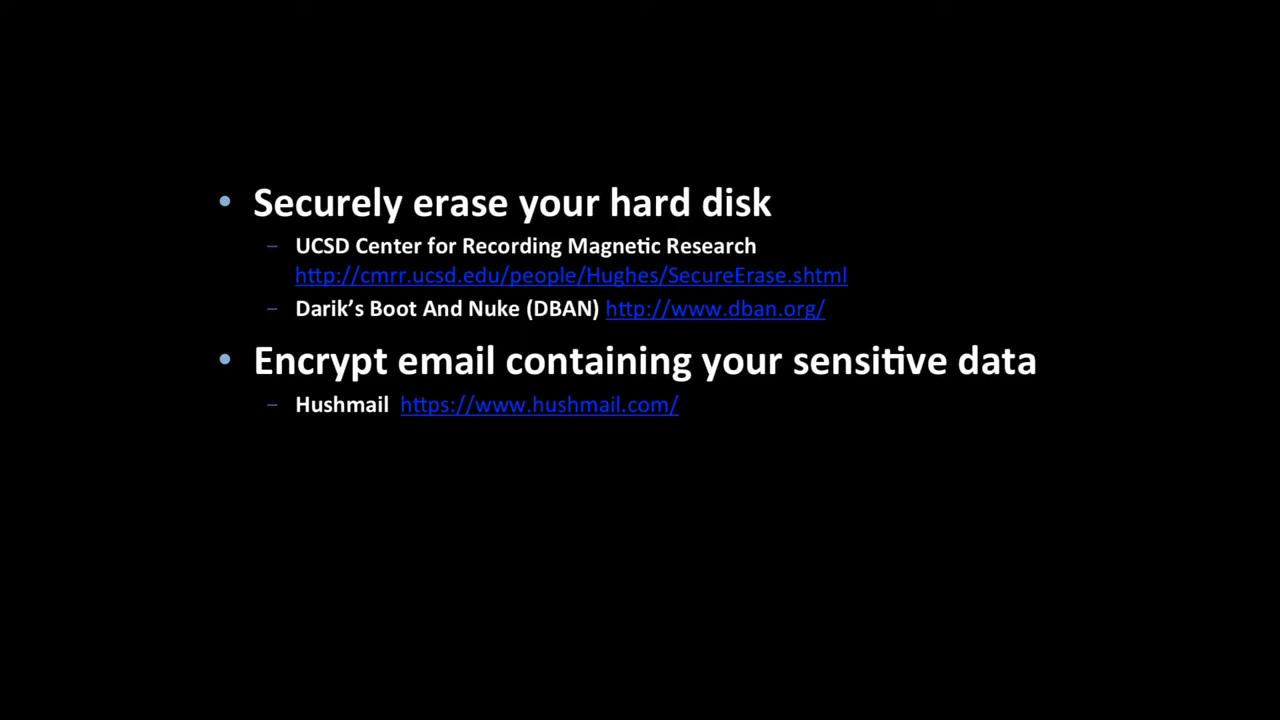 • Securely erase your hard disk
– UCSD Center for Recording Magnetic Research
http://cmrr.ucsd.edu/people/Hughes/SecureErase.shtml
– Darik’s Boot And Nuke (DBAN) http://www.dban.org/
• Encrypt email containing your sensitive data
– Hushmail https://www.hushmail.com/